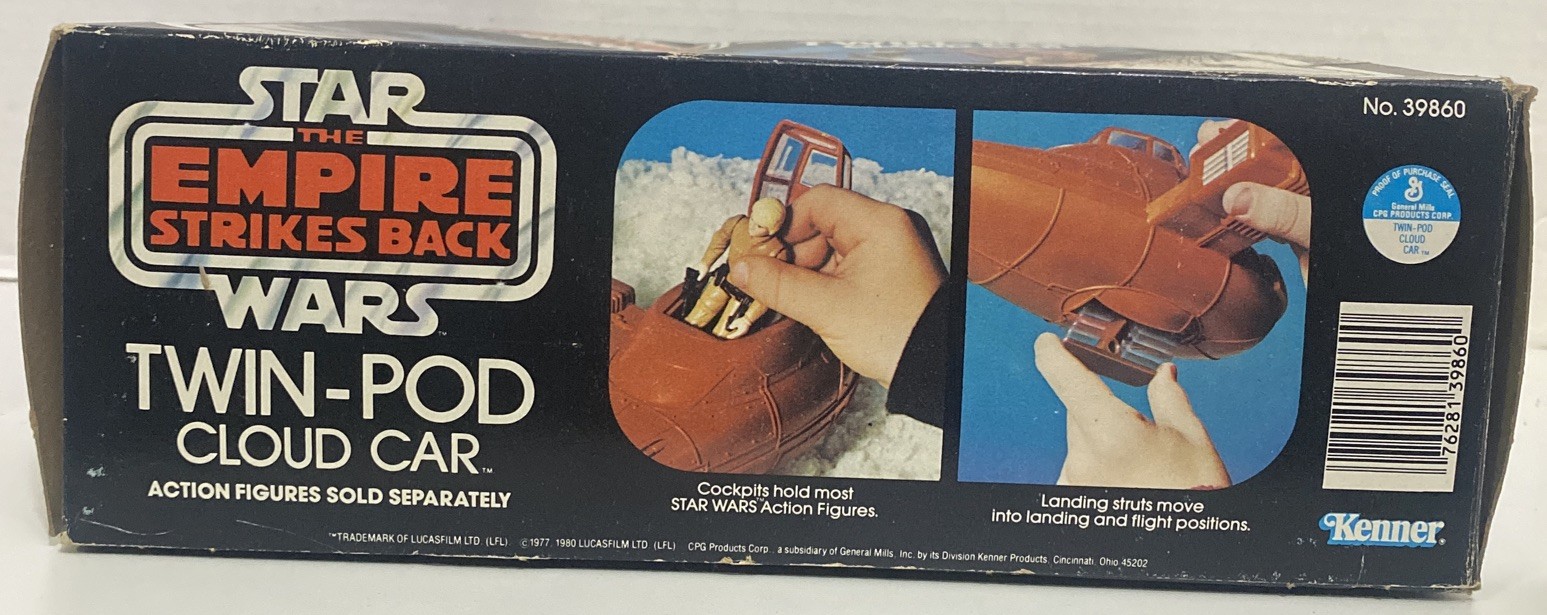 STAR
THE
EMPIRE
STRIKES BACK
WARS™
TWIN-POD
CLOUD CAR™
ACTION FIGURES SOLD SEPARATELY
Cockpits hold most
STAR WARS™ Action Figures.
Landing struts move
into landing and flight positions.
No. 39860
PROOF OF PURCHASE SEAL
General Mills
CPG PRODUCTS CORP.
TWIN-POD
CLOUD
CAR™
76281 39860
Kenner®
™TRADEMARK OF LUCASFILM LTD. (LFL). ©1977, 1980 LUCASFILM LTD. (LFL) CPG Products Corp., a subsidiary of General Mills, Inc. by its Division Kenner Products, Cincinnati, Ohio 45202